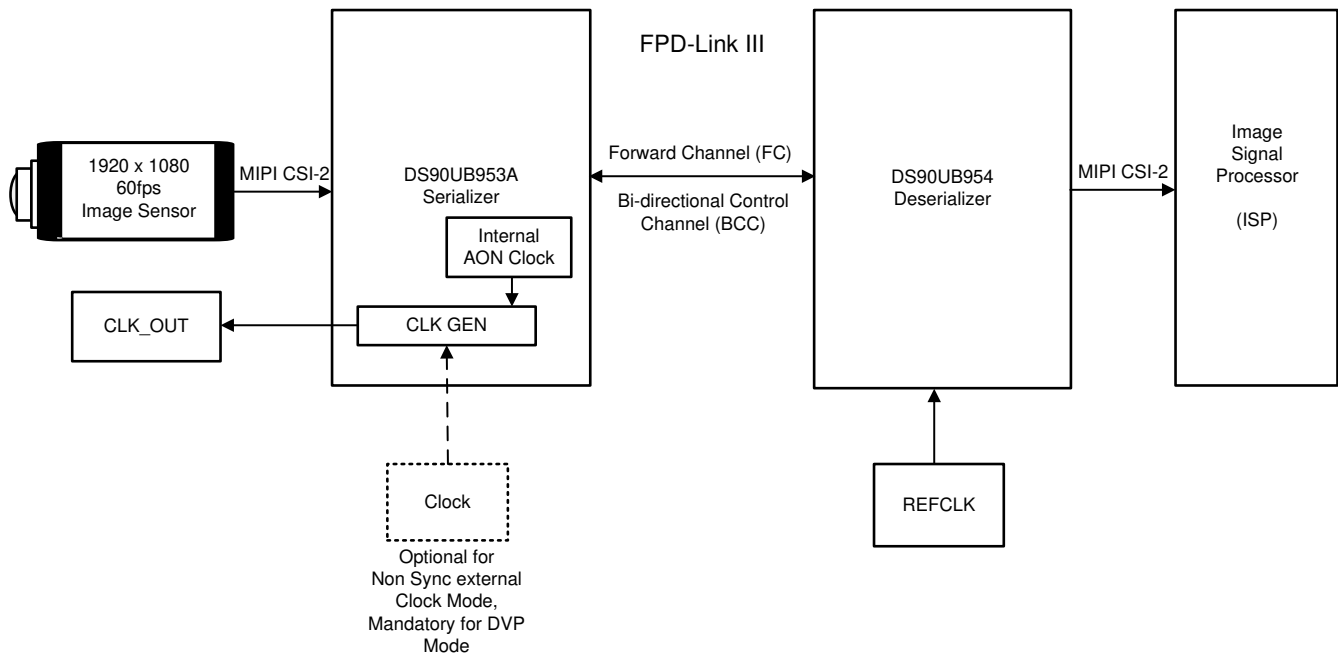 FPD-Link III
1920 x 1080
60fps
Image Sensor
MIPI CSI-2
DS90UB953A
Serializer
Forward Channel (FC)
Bi-directional Control
Channel (BCC)
DS90UB954
Deserializer
MIPI CSI-2
Image
Signal
Processor
(ISP)
Internal
AON Clock
CLK_OUT
CLK GEN
Clock
REFCLK
Optional for
Non Sync external
Clock Mode,
Mandatory for DVP
Mode